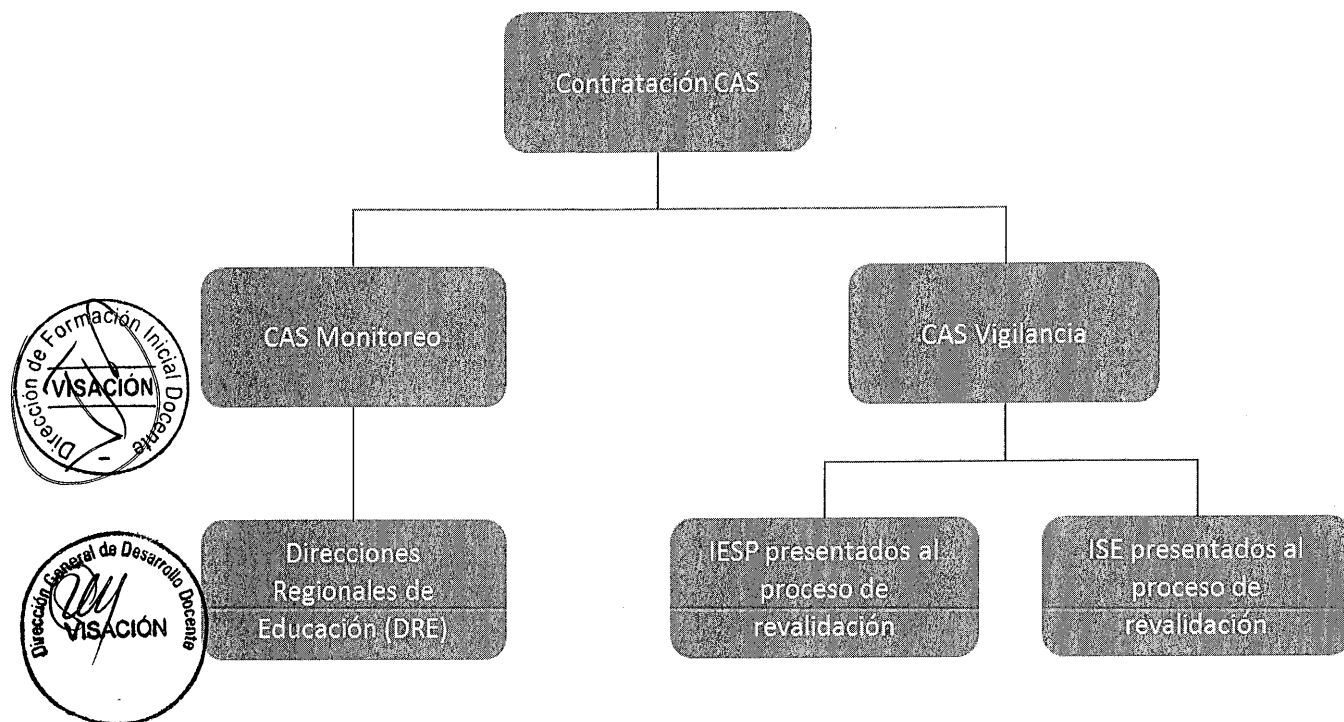 Contratación CAS
CAS Monitoreo
CAS Vigilancia
Dirección de Formación Inicial Docente
VISACIÓN
Direcciones
Regionales de
Educación (DRE)
IESP presentados al
proceso de
revalidación
ISE presentados al
proceso de
revalidación
Dirección General de Desarrollo Docente
VISACIÓN